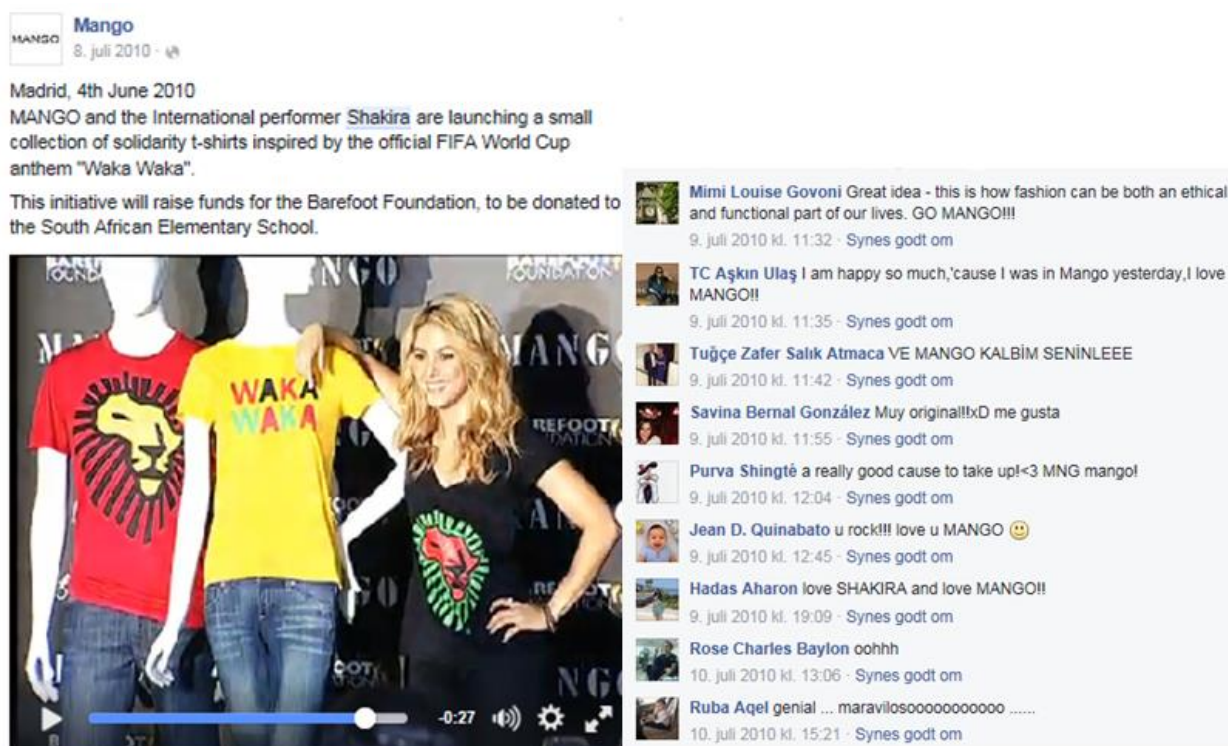 MANGO
Mango
8. juli 2010 ·
Madrid, 4th June 2010
MANGO and the International performer Shakira are launching a small
collection of solidarity t-shirts inspired by the official FIFA World Cup
anthem "Waka Waka".
This initiative will raise funds for the Barefoot Foundation, to be donated to
the South African Elementary School.
FOUNDATION
MANGO
WAKA
WAKA
-0:27
Mimi Louise Govoni Great idea - this is how fashion can be both an ethical
and functional part of our lives. GO MANGO!!!
9. juli 2010 kl. 11:32 · Synes godt om
TC Aşkın Ulaş I am happy so much,'cause I was in Mango yesterday,I love
MANGO!!
9. juli 2010 kl. 11:35 · Synes godt om
Tuğçe Zafer Salık Atmaca VE MANGO KALBİM SENİNLEEE
9. juli 2010 kl. 11:42 · Synes godt om
Savina Bernal González Muy original!!xD me gusta
9. juli 2010 kl. 11:55 · Synes godt om
Purva Shingtė a really good cause to take up!<3 MNG mango!
9. juli 2010 kl. 12:04 · Synes godt om
Jean D. Quinabato u rock!!! love u MANGO
9. juli 2010 kl. 12:45 · Synes godt om
Hadas Aharon love SHAKIRA and love MANGO!!
9. juli 2010 kl. 19:09 · Synes godt om
Rose Charles Baylon oohhh
10. juli 2010 kl. 13:06 · Synes godt om
Ruba Aqel genial ... maravilosooooooooooo ......
10. juli 2010 kl. 15:21 · Synes godt om